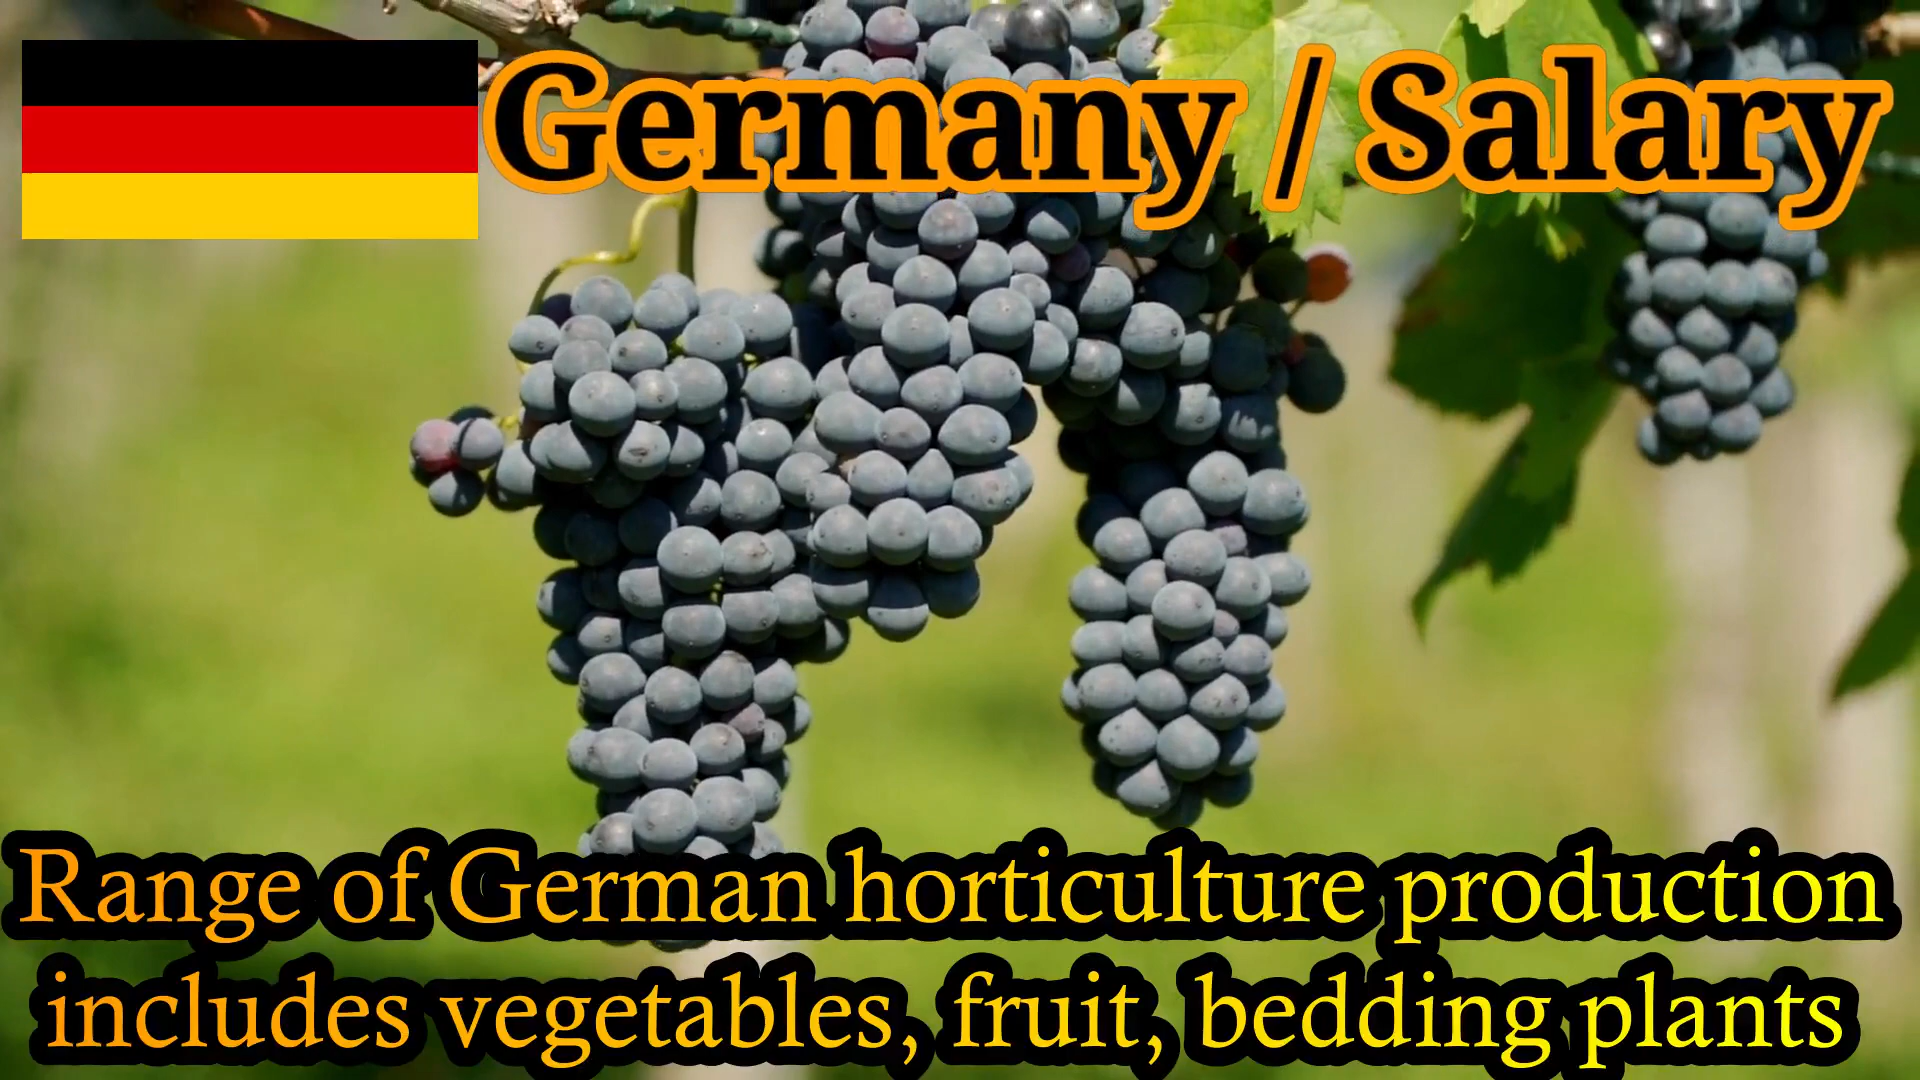 Germany / Salary
Range of German horticulture production
includes vegetables, fruit, bedding plants